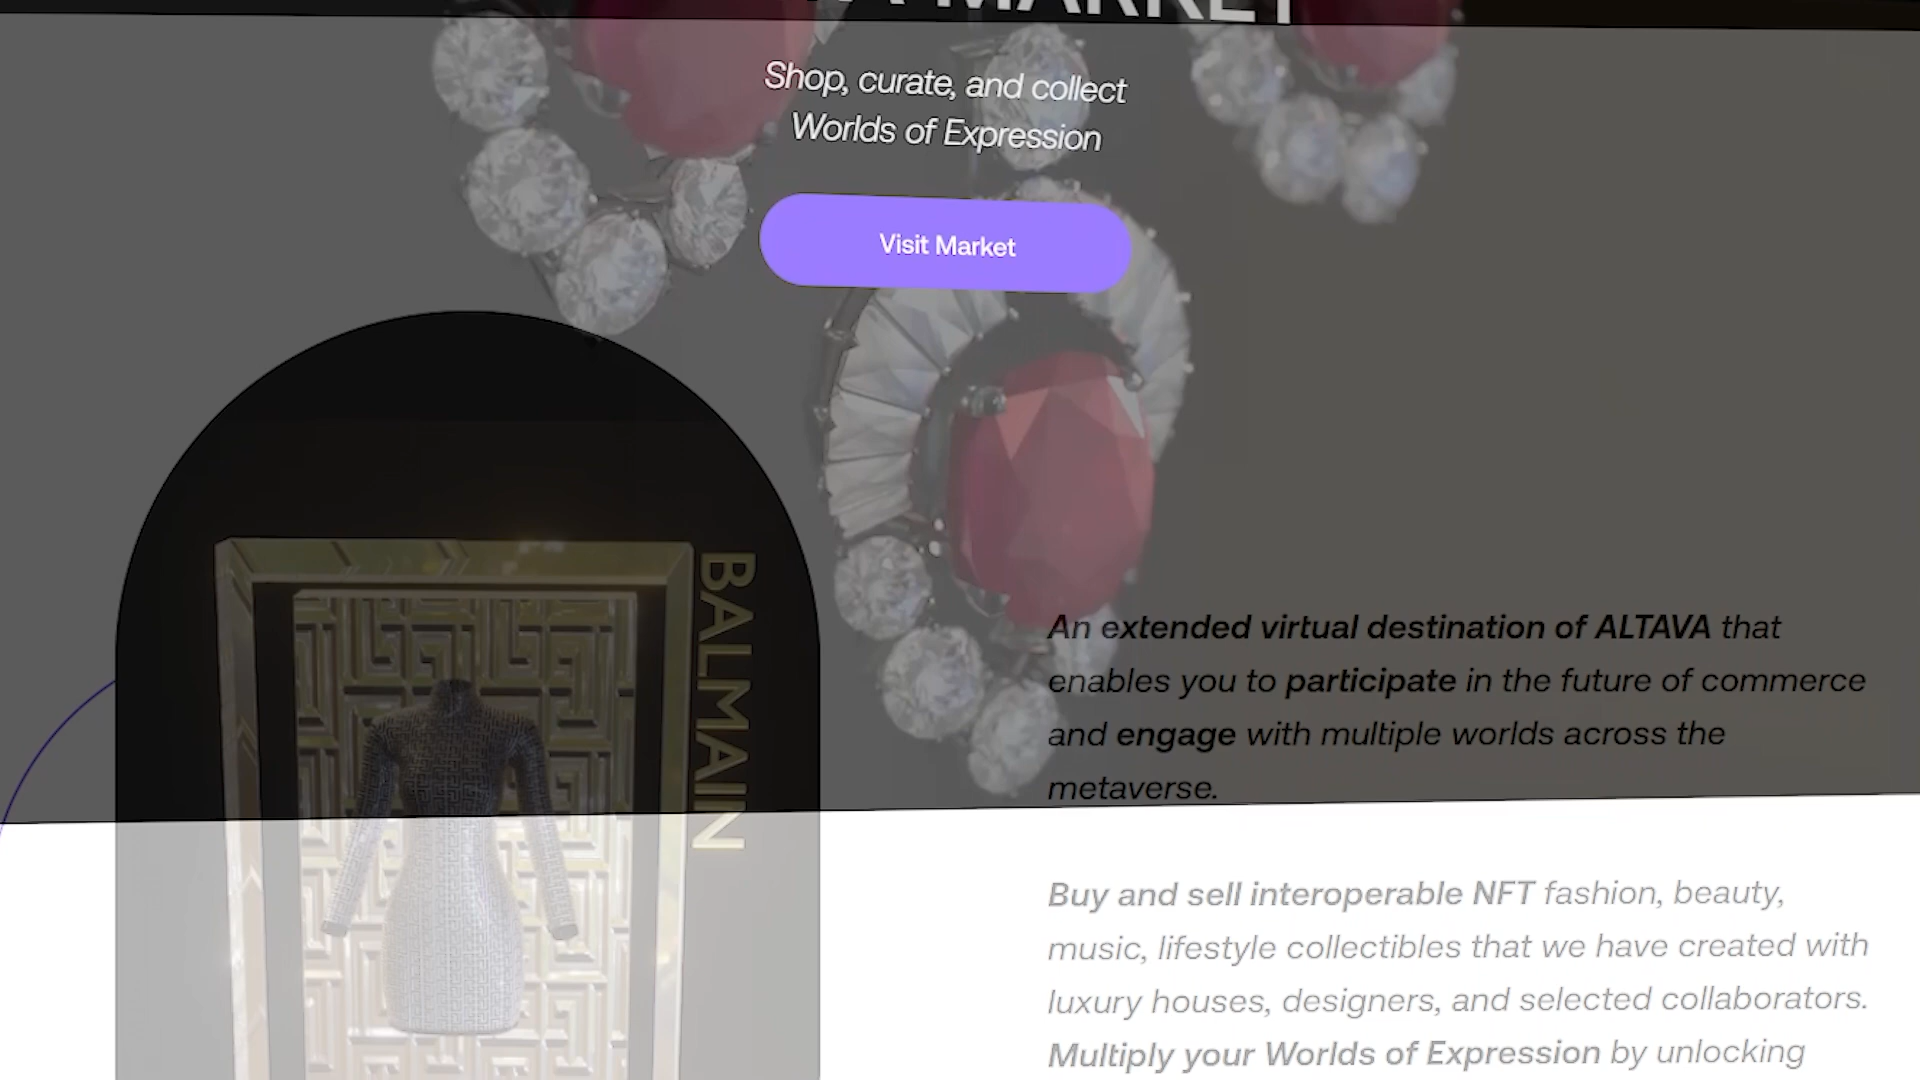 MARKET
Shop, curate, and collect
Worlds of Expression
Visit Market
BALMAIN
An extended virtual destination of ALTAVA that
enables you to participate in the future of commerce
and engage with multiple worlds across the
metaverse.
Buy and sell interoperable NFT fashion, beauty,
music, lifestyle collectibles that we have created with
luxury houses, designers, and selected collaborators.
Multiply your Worlds of Expression by unlocking